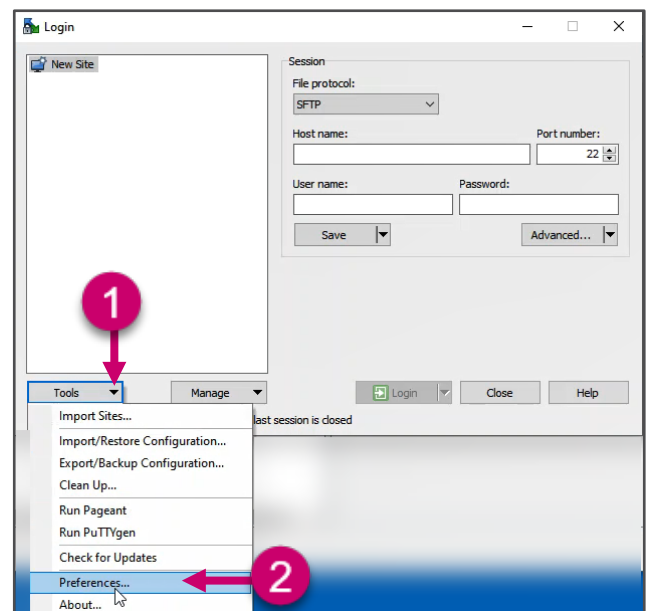 Login
New Site
Session
File protocol:
SFTP
Host name:
Port number:
22
User name:
Password:
Save
Advanced...
1
Tools
Manage
Login
Close
Help
last session is closed
Import Sites...
Import/Restore Configuration...
Export/Backup Configuration...
Clean Up...
Run Pageant
Run PuTTYgen
Check for Updates
Preferences...
2
About...